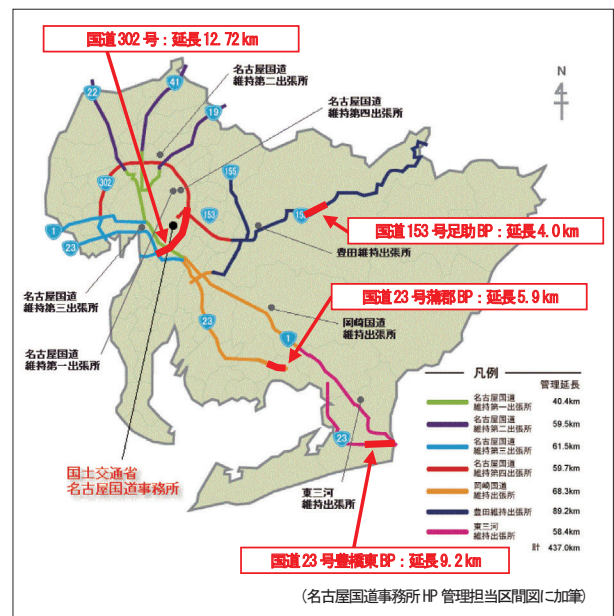 国道302号：延長12.72km
名古屋国道
維持第二出張所
名古屋国道
維持第四出張所
N
22
41
19
302
155
153
15
1
23
国道153号足助BP：延長4.0km
豊田維持出張所
名古屋国道
維持第三出張所
国道23号蒲郡BP：延長5.9km
岡崎国道
維持出張所
名古屋国道
維持第一出張所
23
1
凡例
管理延長
名古屋国道
維持第一出張所
40.4km
名古屋国道
維持第二出張所
59.5km
名古屋国道
維持第三出張所
61.5km
名古屋国道
維持第四出張所
59.7km
岡崎国道
維持出張所
68.3km
豊田維持出張所
89.2km
東三河
維持出張所
58.4km
計 437.0km
国土交通省
名古屋国道事務所
23
東三河
維持出張所
国道23号豊橋東BP：延長9.2km
（名古屋国道事務所HP 管理担当区間図に加筆）